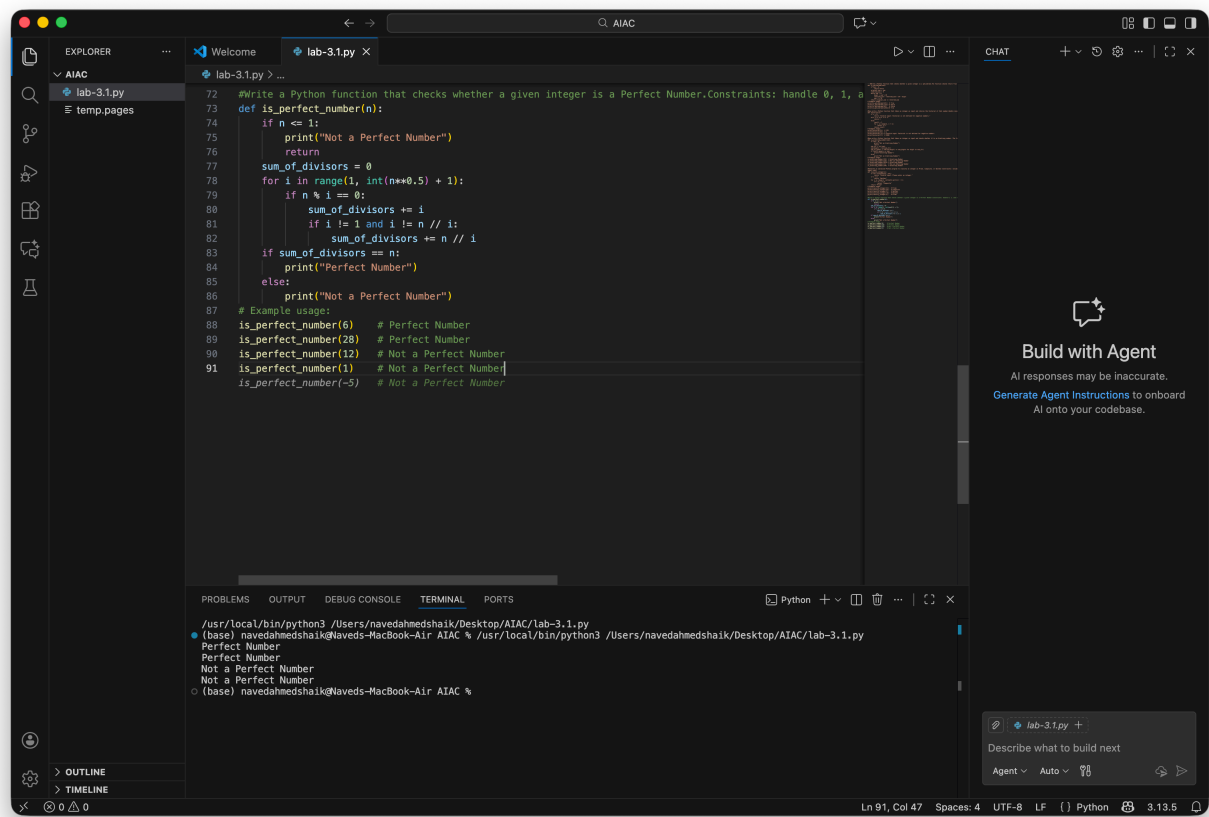 AIAC
EXPLORER
AIAC
lab-3.1.py
temp.pages
OUTLINE
TIMELINE
Welcome
lab-3.1.py
lab-3.1.py > ...
72 #Write a Python function that checks whether a given integer is a Perfect Number.Constraints: handle 0, 1, a
73 def is_perfect_number(n):
74     if n <= 1:
75         print("Not a Perfect Number")
76         return
77     sum_of_divisors = 0
78     for i in range(1, int(n**0.5) + 1):
79         if n % i == 0:
80             sum_of_divisors += i
81             if i != 1 and i != n // i:
82                 sum_of_divisors += n // i
83     if sum_of_divisors == n:
84         print("Perfect Number")
85     else:
86         print("Not a Perfect Number")
87 # Example usage:
88 is_perfect_number(6)    # Perfect Number
89 is_perfect_number(28)   # Perfect Number
90 is_perfect_number(12)   # Not a Perfect Number
91 is_perfect_number(1)    # Not a Perfect Number
is_perfect_number(-5)   # Not a Perfect Number
PROBLEMS OUTPUT DEBUG CONSOLE TERMINAL PORTS
Python
/usr/local/bin/python3 /Users/navedahmedshaik/Desktop/AIAC/lab-3.1.py
(base) navedahmedshaik@Naveds-MacBook-Air AIAC % /usr/local/bin/python3 /Users/navedahmedshaik/Desktop/AIAC/lab-3.1.py
Perfect Number
Perfect Number
Not a Perfect Number
Not a Perfect Number
(base) navedahmedshaik@Naveds-MacBook-Air AIAC %
CHAT
Build with Agent
AI responses may be inaccurate.
Generate Agent Instructions to onboard
AI onto your codebase.
lab-3.1.py
Describe what to build next
Agent Auto
0 0
Ln 91, Col 47 Spaces: 4 UTF-8 LF { } Python 3.13.5